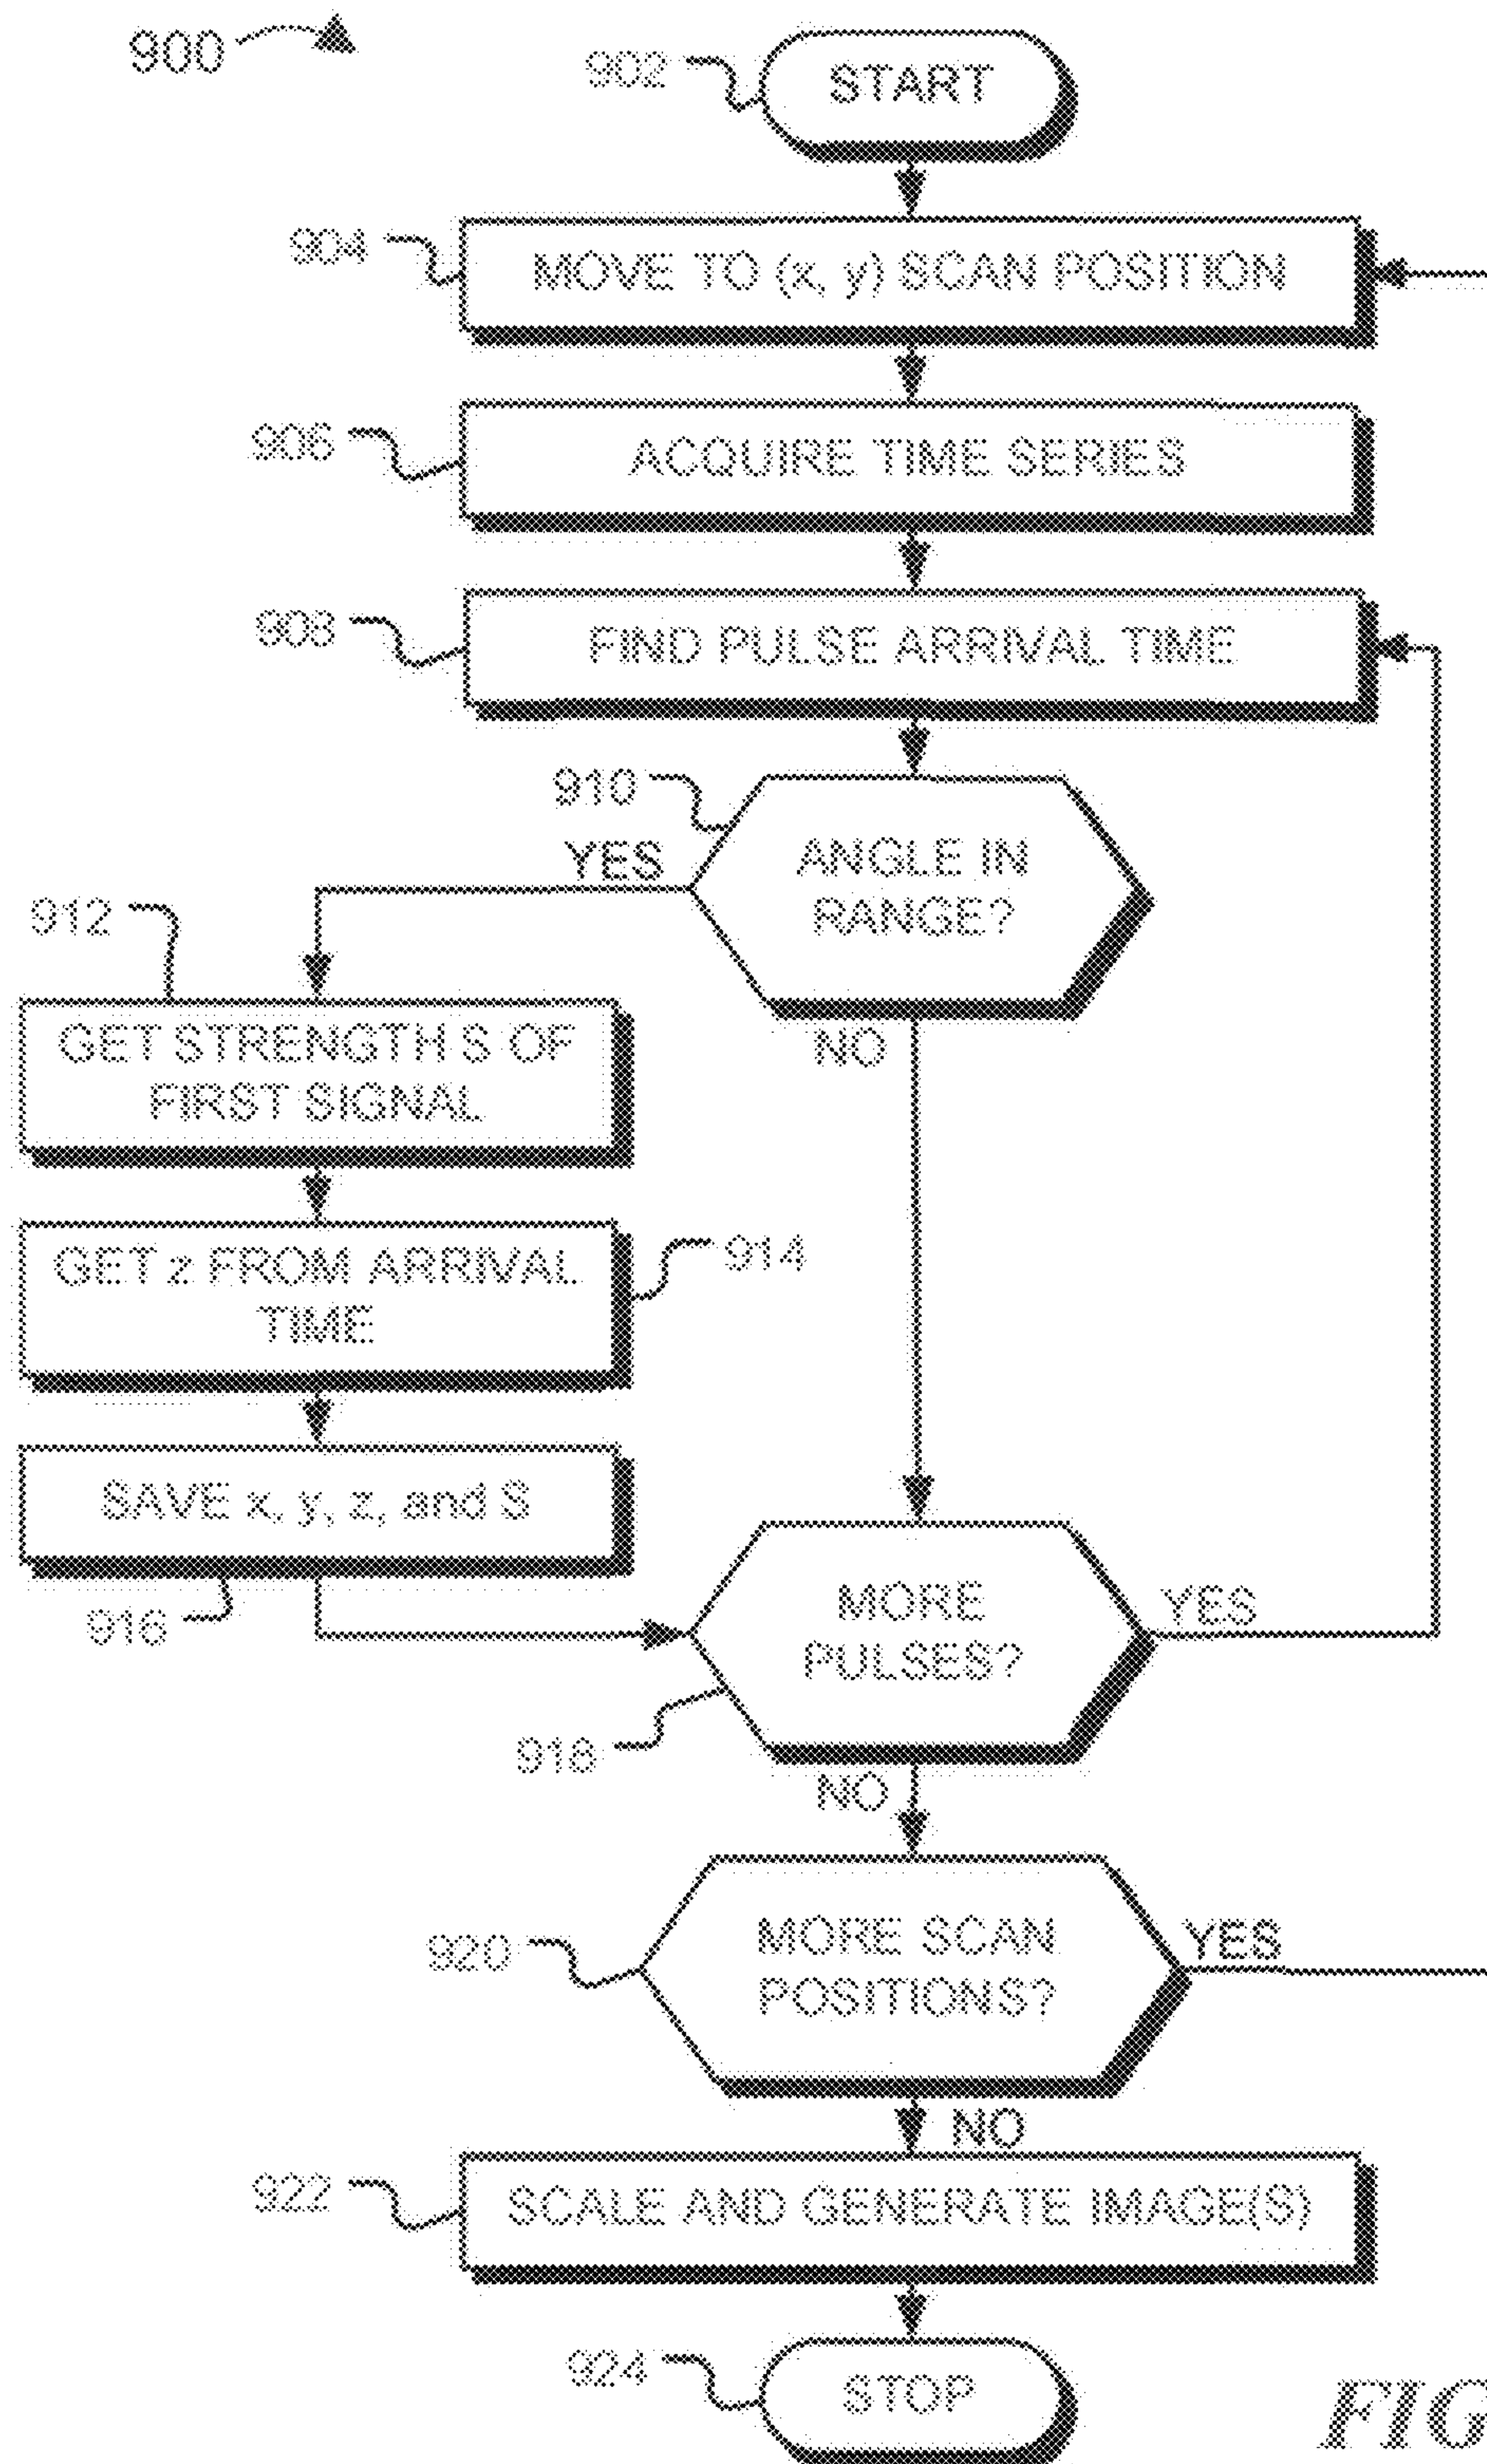 900
902
START
904
MOVE TO (x, y) SCAN POSITION
906
ACQUIRE TIME SERIES
908
FIND PULSE ARRIVAL TIME
910
ANGLE IN
RANGE?
YES
NO
912
GET STRENGTH S OF
FIRST SIGNAL
GET z FROM ARRIVAL
TIME
914
SAVE x, y, z, and S
916
MORE
PULSES?
YES
918
NO
920
MORE SCAN
POSITIONS?
YES
NO
922
SCALE AND GENERATE IMAGE(S)
924
STOP
FIG